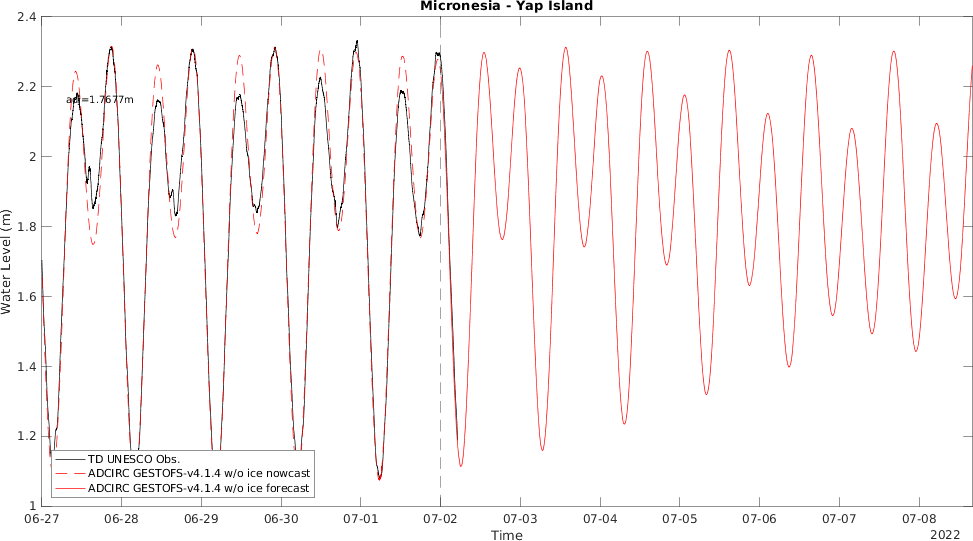 Micronesia - Yap Island
Water Level (m)
2.4
2.2
2
1.8
1.6
1.4
1.2
1
=1.7677m
TD UNESCO Obs.
ADCIRC GESTOFS-v4.1.4 w/o ice nowcast
ADCIRC GESTOFS-v4.1.4 w/o ice forecast
06-27 06-28 06-29 06-30 07-01 07-02 07-03 07-04 07-05 07-06 07-07 07-08
Time
2022